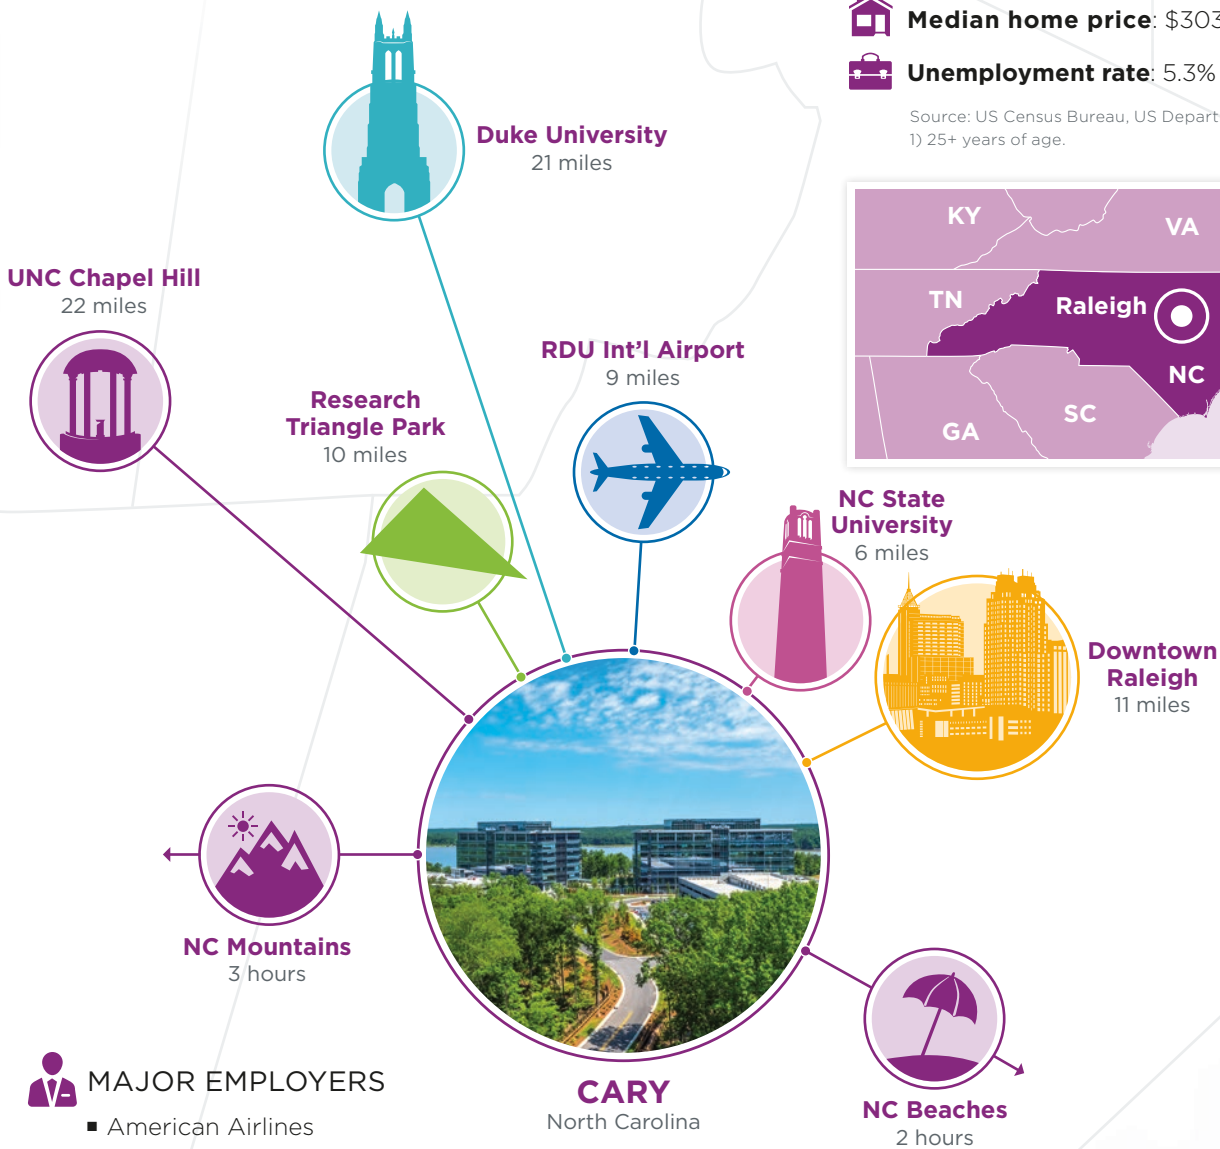 Median home price: $303
Unemployment rate: 5.3%
Source: US Census Bureau, US Depart
1) 25+ years of age.
Duke University
21 miles
KY
VA
TN
Raleigh
NC
SC
GA
UNC Chapel Hill
22 miles
RDU Int’l Airport
9 miles
Research
Triangle Park
10 miles
NC State
University
6 miles
Downtown
Raleigh
11 miles
NC Mountains
3 hours
CARY
North Carolina
NC Beaches
2 hours
MAJOR EMPLOYERS
▪ American Airlines